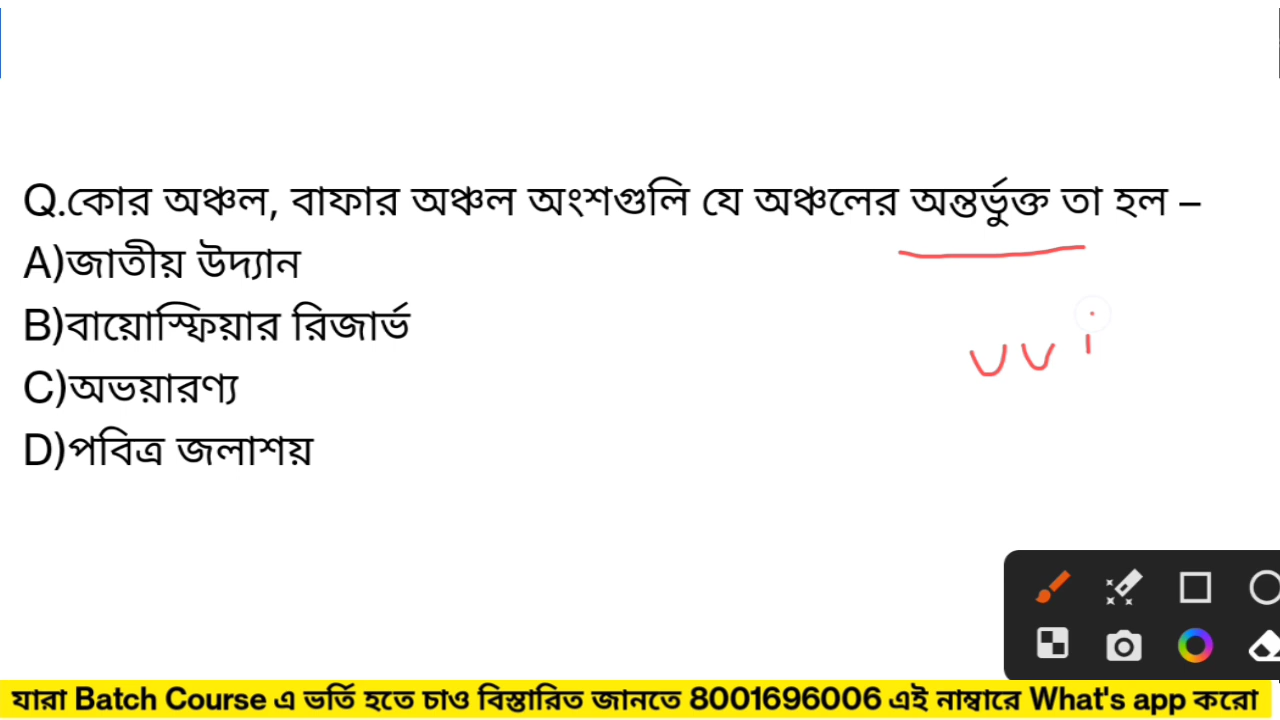 Q.কোর অঞ্চল, বাফার অঞ্চল অংশগুলি যে অঞ্চলের অন্তর্ভুক্ত তা হল –
A)জাতীয় উদ্যান
B)বায়োস্ফিয়ার রিজার্ভ
C)অভয়ারণ্য
D)পবিত্র জলাশয়
vvi
যারা Batch Course এ ভর্তি হতে চাও বিস্তারিত জানতে 8001696006 এই নাম্বারে What's app করো